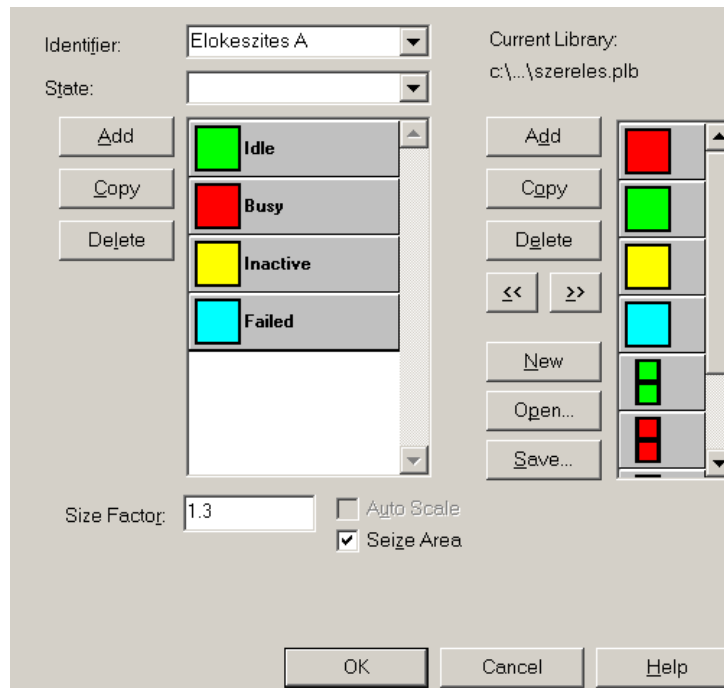 Identifier:
Elokeszites A
State:
Add
Copy
Delete
Idle
Busy
Inactive
Failed
Size Factor:
1.3
Auto Scale
Seize Area
Current Library:
c:\...\szereles.plb
Add
Copy
Delete
<< >>
New
Open...
Save...
OK Cancel Help